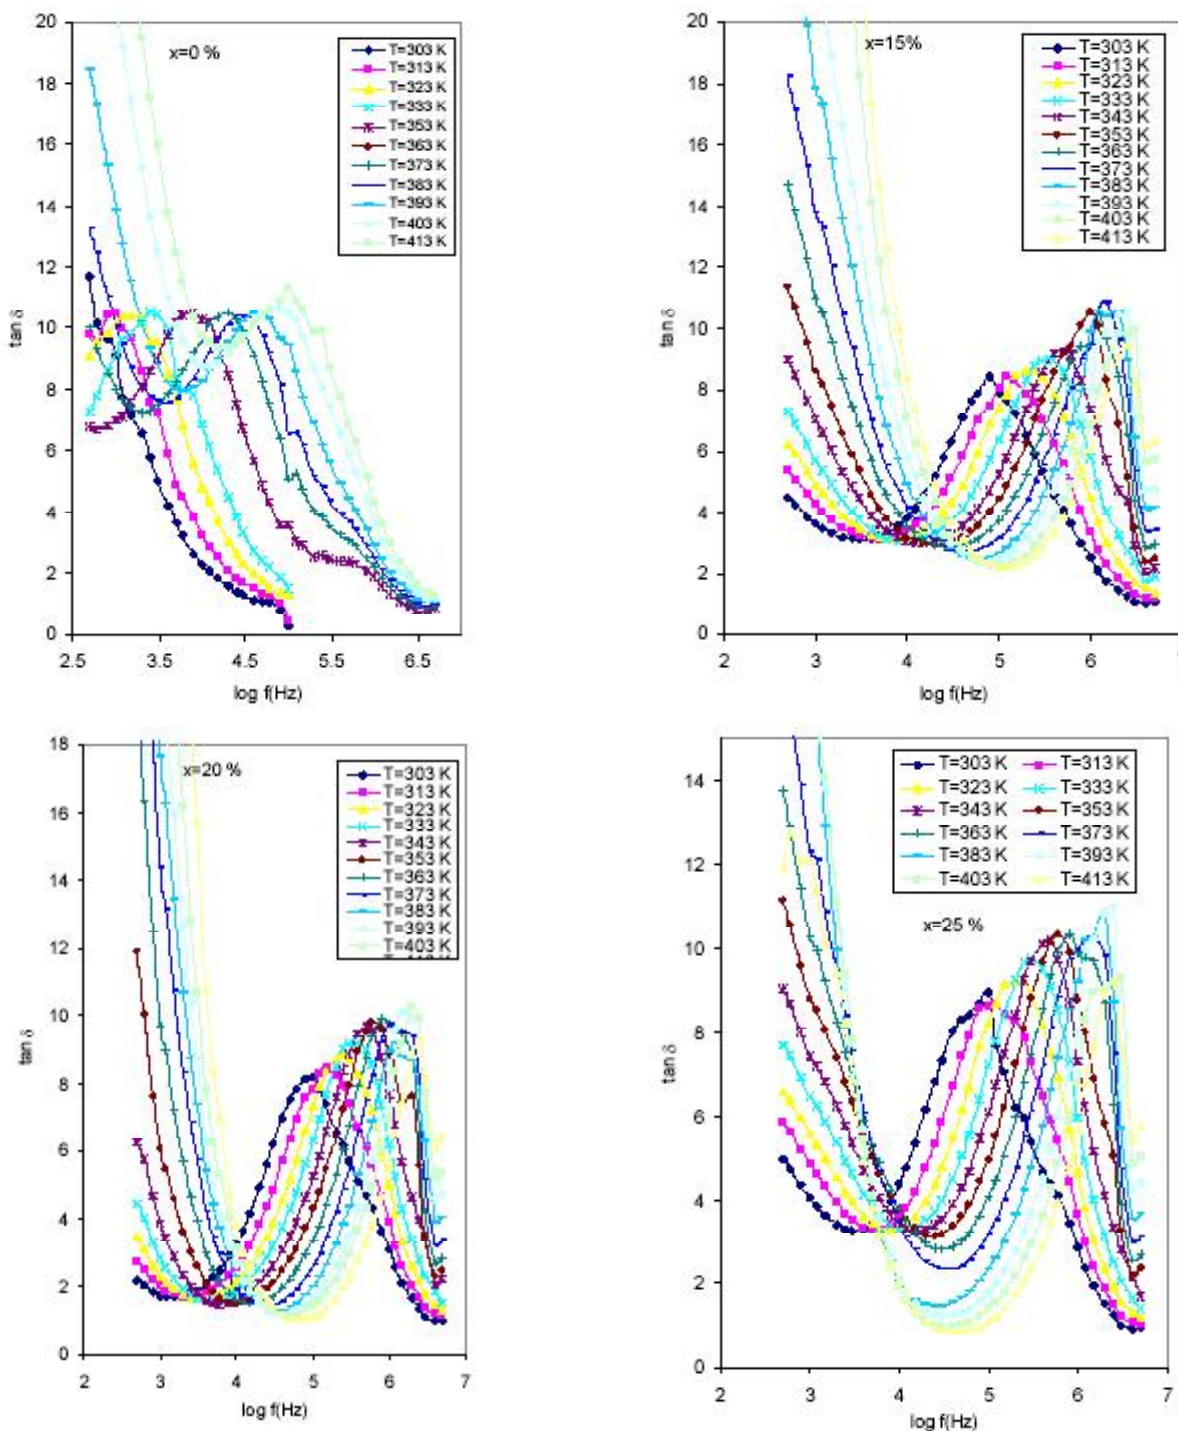 x=0 %
20
18
16
14
12
10
8
6
4
2
0
tan δ
2.5
3.5
4.5
5.5
6.5
log f(Hz)
T=303 K
T=313 K
T=323 K
T=333 K
T=353 K
T=363 K
T=373 K
T=383 K
T=393 K
T=403 K
T=413 K
x=15%
20
18
16
14
12
10
8
6
4
2
0
tan δ
2
3
4
5
6
7
log f(Hz)
T=303 K
T=313 K
T=323 K
T=333 K
T=343 K
T=353 K
T=363 K
T=373 K
T=383 K
T=393 K
T=403 K
T=413 K
x=20 %
18
16
14
12
10
8
6
4
2
0
tan δ
2
3
4
5
6
7
log f(Hz)
T=303 K
T=313 K
T=323 K
T=333 K
T=343 K
T=353 K
T=363 K
T=373 K
T=383 K
T=393 K
T=403 K
x=25 %
14
12
10
8
6
4
2
0
tan δ
2
3
4
5
6
7
log f(Hz)
T=303 K T=313 K
T=323 K T=333 K
T=343 K T=353 K
T=363 K T=373 K
T=383 K T=393 K
T=403 K T=413 K